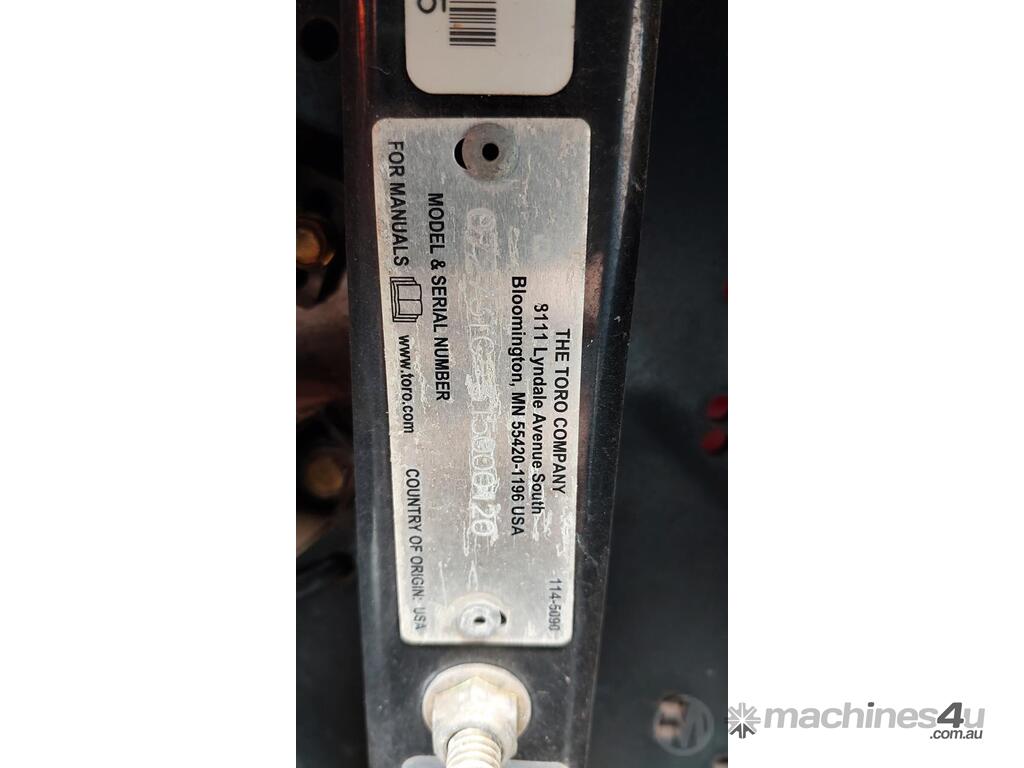 5
THE TORO COMPANY
8111 Lyndale Avenue South
Bloomington, MN 55420-1196 USA
MODEL & SERIAL NUMBER
FOR MANUALS www.toro.com
COUNTRY OF ORIGIN: USA
114-5090
machines4u
.com.au